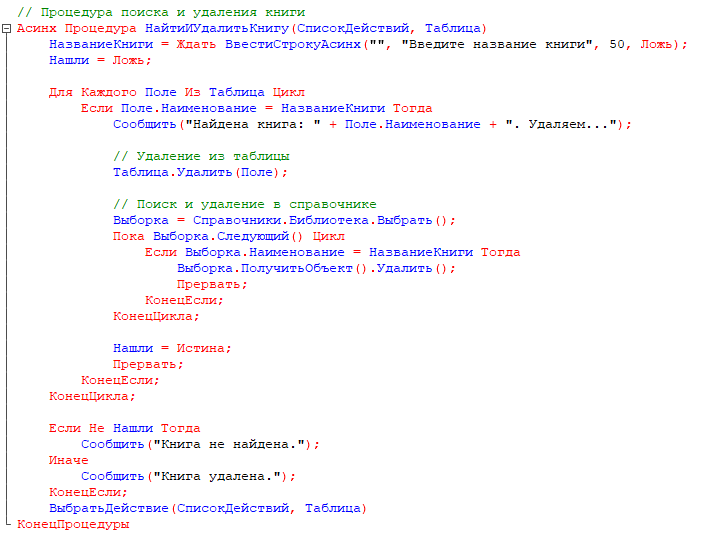 // Процедура поиска и удаления книги
Асинх Процедура НайтиИУдалитьКнигу(СписокДействий, Таблица)
    НазваниеКниги = Ждать ВвестиСтрокуАсинх("", "Введите название книги", 50, Ложь);
    Нашли = Ложь;

    Для Каждого Поле Из Таблица Цикл
        Если Поле.Наименование = НазваниеКниги Тогда
            Сообщить("Найдена книга: " + Поле.Наименование + ". Удаляем...");

            // Удаление из таблицы
            Таблица.Удалить(Поле);

            // Поиск и удаление в справочнике
            Выборка = Справочники.Библиотека.Выбрать();
            Пока Выборка.Следующий() Цикл
                Если Выборка.Наименование = НазваниеКниги Тогда
                    Выборка.ПолучитьОбъект().Удалить();
                    Прервать;
                КонецЕсли;
            КонецЦикла;

            Нашли = Истина;
            Прервать;
        КонецЕсли;
    КонецЦикла;

    Если Не Нашли Тогда
        Сообщить("Книга не найдена.");
    Иначе
        Сообщить("Книга удалена.");
    КонецЕсли;
    ВыбратьДействие(СписокДействий, Таблица)
КонецПроцедуры